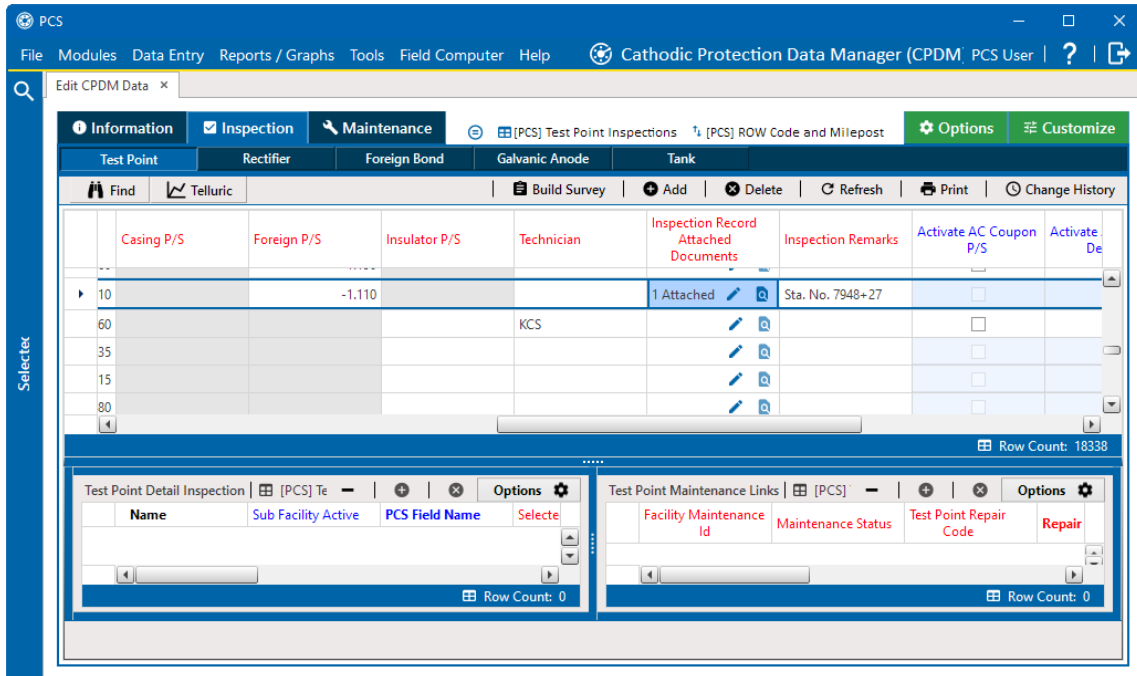 PCS
File Modules Data Entry Reports / Graphs Tools Field Computer Help Cathodic Protection Data Manager (CPDM) PCS User | ? |
Edit CPDM Data ×
Information Inspection Maintenance [PCS] Test Point Inspections [PCS] ROW Code and Milepost Options Customize
Test Point Rectifier Foreign Bond Galvanic Anode Tank
Find Telluric | Build Survey | Add | Delete | Refresh | Print | Change History
Casing P/S Foreign P/S Insulator P/S Technician Inspection Record Attached Documents Inspection Remarks Activate AC Coupon P/S Activate
10 -1.110 1 Attached Sta. No. 7948+27
60 KCS
35
15
80
Row Count: 18338
Selected
Test Point Detail Inspection | [PCS] Te | Options
Name Sub Facility Active PCS Field Name Selecte
Row Count: 0
Test Point Maintenance Links | [PCS] | Options
Facility Maintenance Id Maintenance Status Test Point Repair Code Repair
Row Count: 0